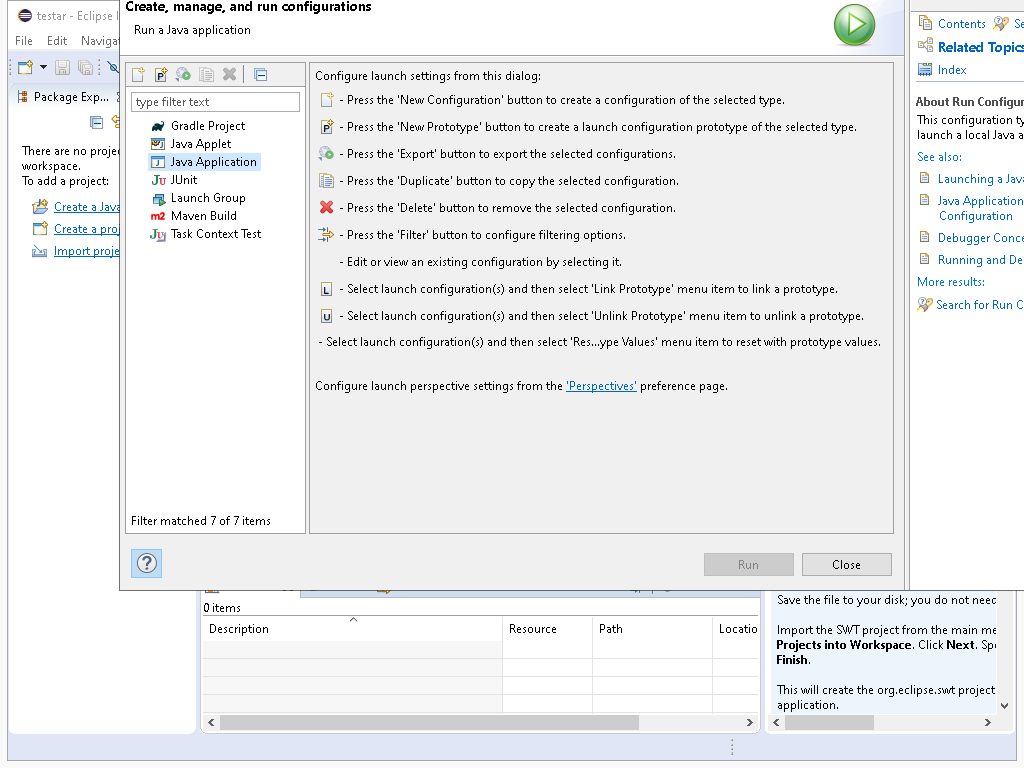 testar - Eclipse
File Edit Navigat
Package Exp...
There are no proje
workspace.
To add a project:
Create a Java
Create a proj
Import proje
Create, manage, and run configurations
Run a Java application
type filter text
Gradle Project
Java Applet
Java Application
JUnit
Launch Group
Maven Build
Task Context Test
Filter matched 7 of 7 items
Configure launch settings from this dialog:
- Press the 'New Configuration' button to create a configuration of the selected type.
- Press the 'New Prototype' button to create a launch configuration prototype of the selected type.
- Press the 'Export' button to export the selected configurations.
- Press the 'Duplicate' button to copy the selected configuration.
- Press the 'Delete' button to remove the selected configuration.
- Press the 'Filter' button to configure filtering options.
- Edit or view an existing configuration by selecting it.
- Select launch configuration(s) and then select 'Link Prototype' menu item to link a prototype.
- Select launch configuration(s) and then select 'Unlink Prototype' menu item to unlink a prototype.
- Select launch configuration(s) and then select 'Res...ype Values' menu item to reset with prototype values.
Configure launch perspective settings from the 'Perspectives' preference page.
Run Close
Contents Se
Related Topics
Index
About Run Configur
This configuration ty
launch a local Java a
See also:
Launching a Java
Java Application
Configuration
Debugger Conce
Running and De
More results:
Search for Run C
0 items
Description Resource Path Locatio
Save the file to your disk; you do not need
Import the SWT project from the main me
Projects into Workspace. Click Next. Spe
Finish.
This will create the org.eclipse.swt project
application.